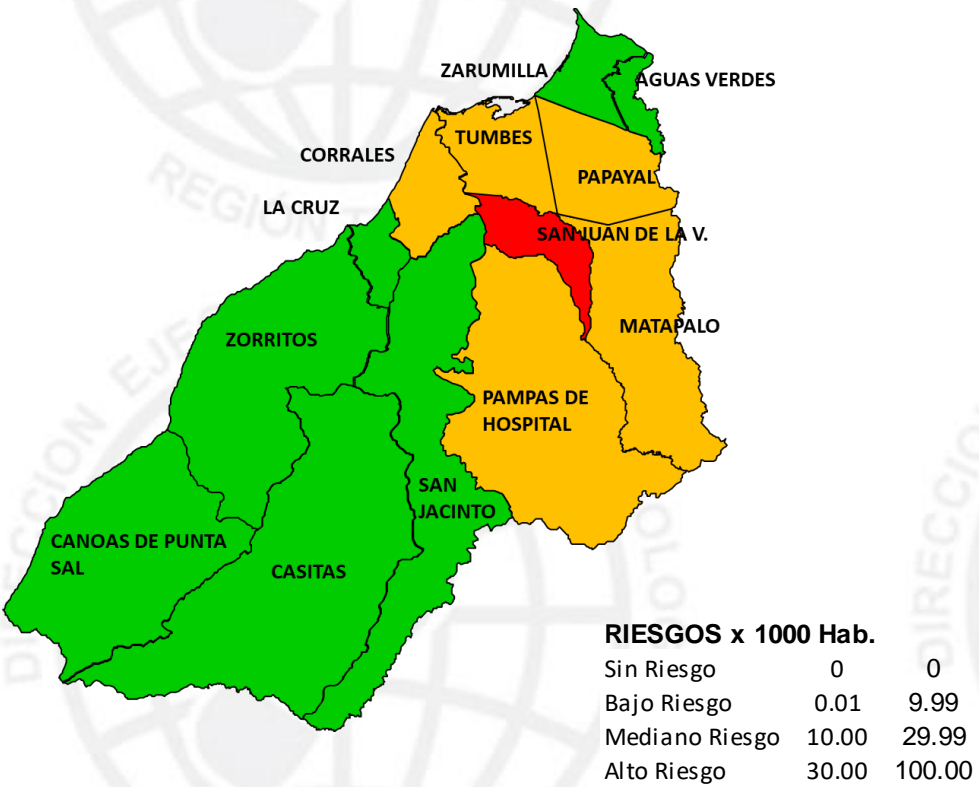 ZARUMILLA
AGUAS VERDES
TUMBES
CORRALES
PAPAYAL
LA CRUZ
SAN JUAN DE LA V.
MATAPALO
ZORRITOS
PAMPAS DE
HOSPITAL
SAN
JACINTO
CANOAS DE PUNTA
SAL
CASITAS
RIESGOS x 1000 Hab.
Sin Riesgo 0 0
Bajo Riesgo 0.01 9.99
Mediano Riesgo 10.00 29.99
Alto Riesgo 30.00 100.00